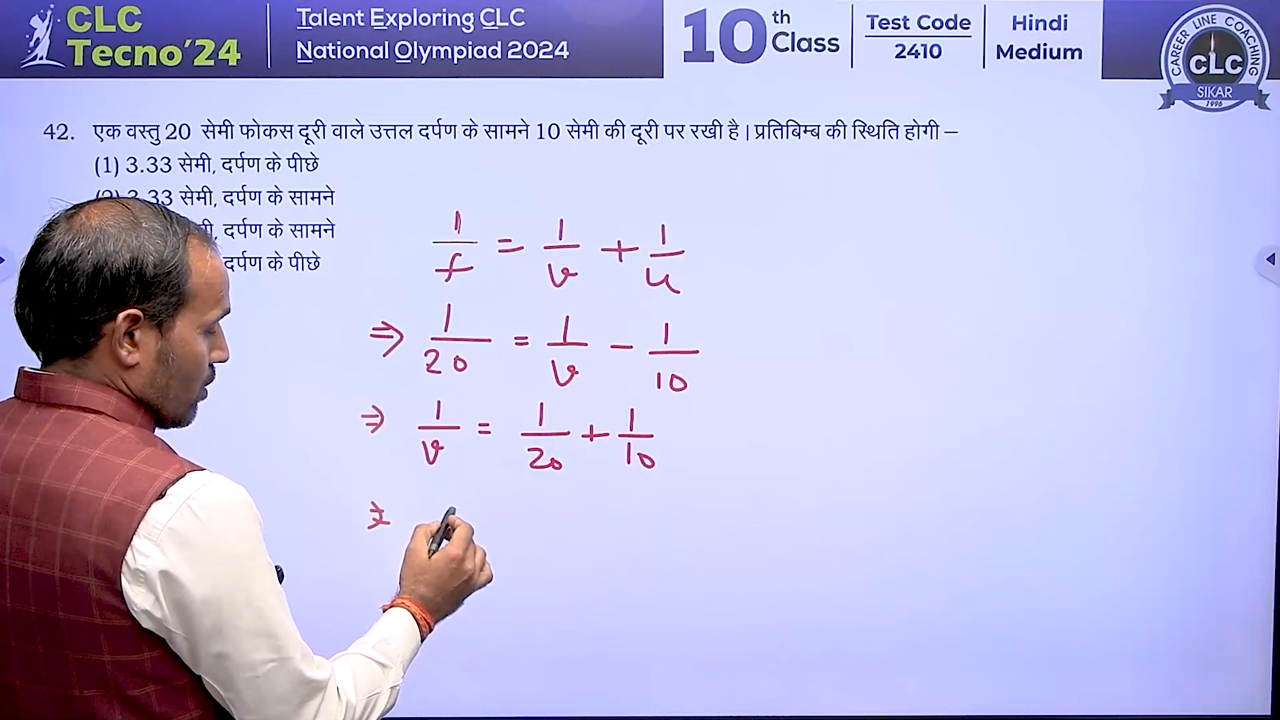 CLC
Tecno'24
Talent Exploring CLC
National Olympiad 2024
10th Class
Test Code
2410
Hindi
Medium
CAREER LINE COACHING
CLC
SIKAR
1996
42. एक वस्तु 20 सेमी फोकस दूरी वाले उत्तल दर्पण के सामने 10 सेमी की दूरी पर रखी है। प्रतिबिम्ब की स्थिति होगी –
(1) 3.33 सेमी, दर्पण के पीछे
(2) 3.33 सेमी, दर्पण के सामने
दर्पण के सामने
दर्पण के पीछे
1/f = 1/v + 1/u
⇒ 1/20 = 1/v - 1/10
⇒ 1/v = 1/20 + 1/10
⇒